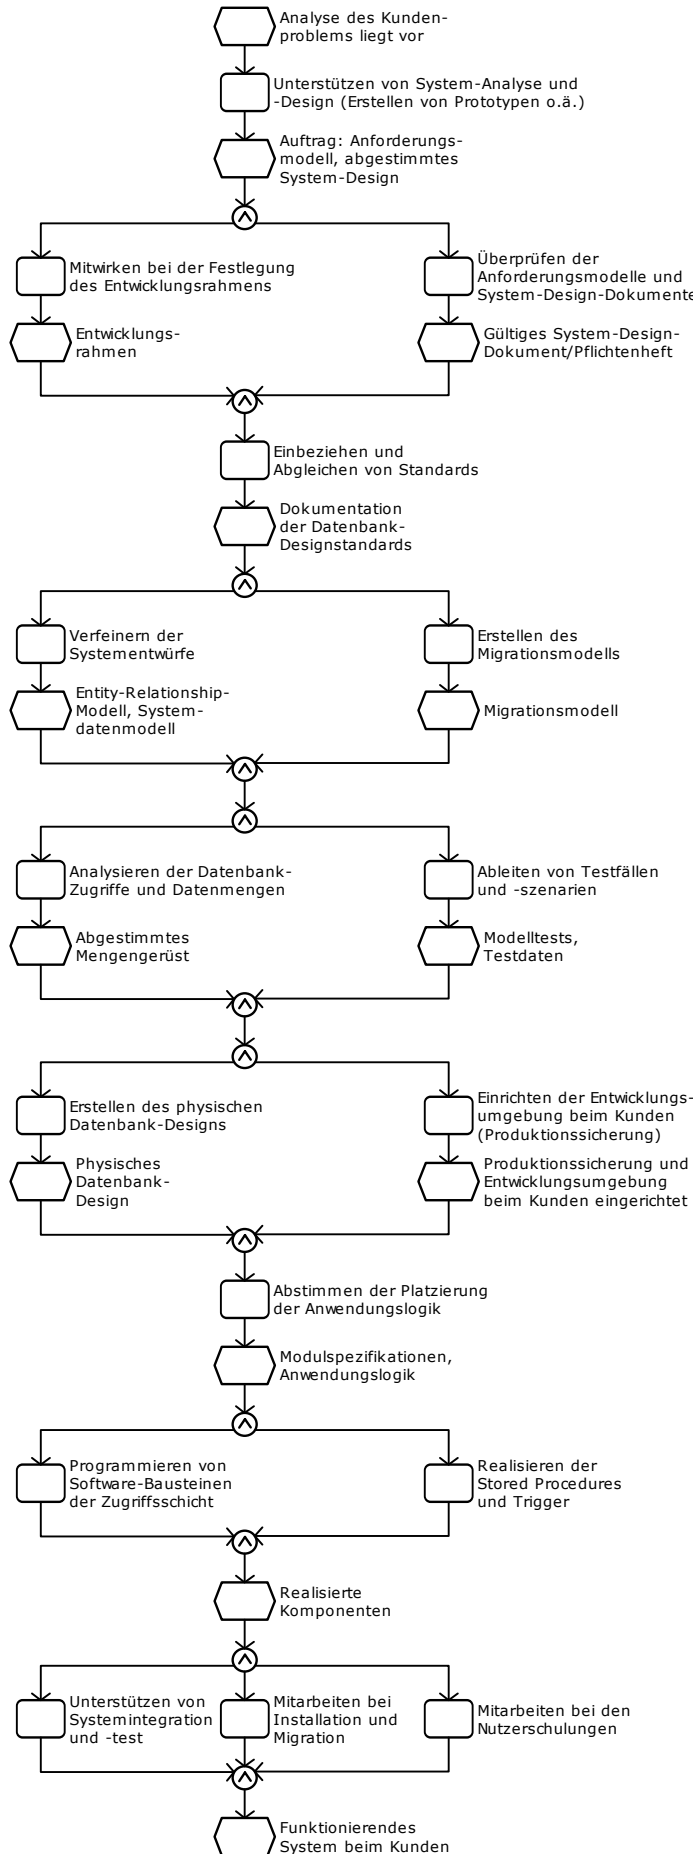 Analyse des Kunden-
problems liegt vor
Unterstützen von System-Analyse und
-Design (Erstellen von Prototypen o.ä.)
Auftrag: Anforderungs-
modell, abgestimmtes
System-Design
Mitwirken bei der Festlegung
des Entwicklungsrahmens
Überprüfen der
Anforderungsmodelle und
System-Design-Dokumente
Entwicklungs-
rahmen
Gültiges System-Design-
Dokument/Pflichtenheft
Einbeziehen und
Abgleichen von Standards
Dokumentation
der Datenbank-
Designstandards
Verfeinern der
Systementwürfe
Erstellen des
Migrationsmodells
Entity-Relationship-
Modell, System-
datenmodell
Migrationsmodell
Analysieren der Datenbank-
Zugriffe und Datenmengen
Ableiten von Testfällen
und -szenarien
Abgestimmtes
Mengengerüst
Modelltests,
Testdaten
Erstellen des physischen
Datenbank-Designs
Einrichten der Entwicklungs-
umgebung beim Kunden
(Produktionssicherung)
Physisches
Datenbank-
Design
Produktionssicherung und
Entwicklungsumgebung
beim Kunden eingerichtet
Abstimmen der Platzierung
der Anwendungslogik
Modulspezifikationen,
Anwendungslogik
Programmieren von
Software-Bausteinen
der Zugriffsschicht
Realisieren der
Stored Procedures
und Trigger
Realisierte
Komponenten
Unterstützen von
Systemintegration
und -test
Mitarbeiten bei
Installation und
Migration
Mitarbeiten bei den
Nutzerschulungen
Funktionierendes
System beim Kunden